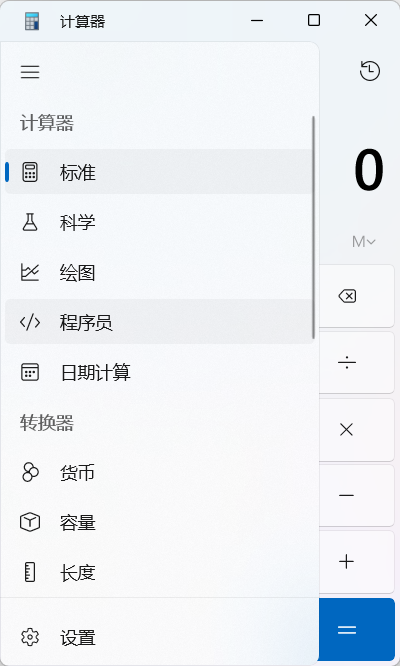 计算器
计算器
0
标准
M
科学
绘图
程序员
日期计算
÷
转换器
×
货币
−
容量
+
长度
=
设置